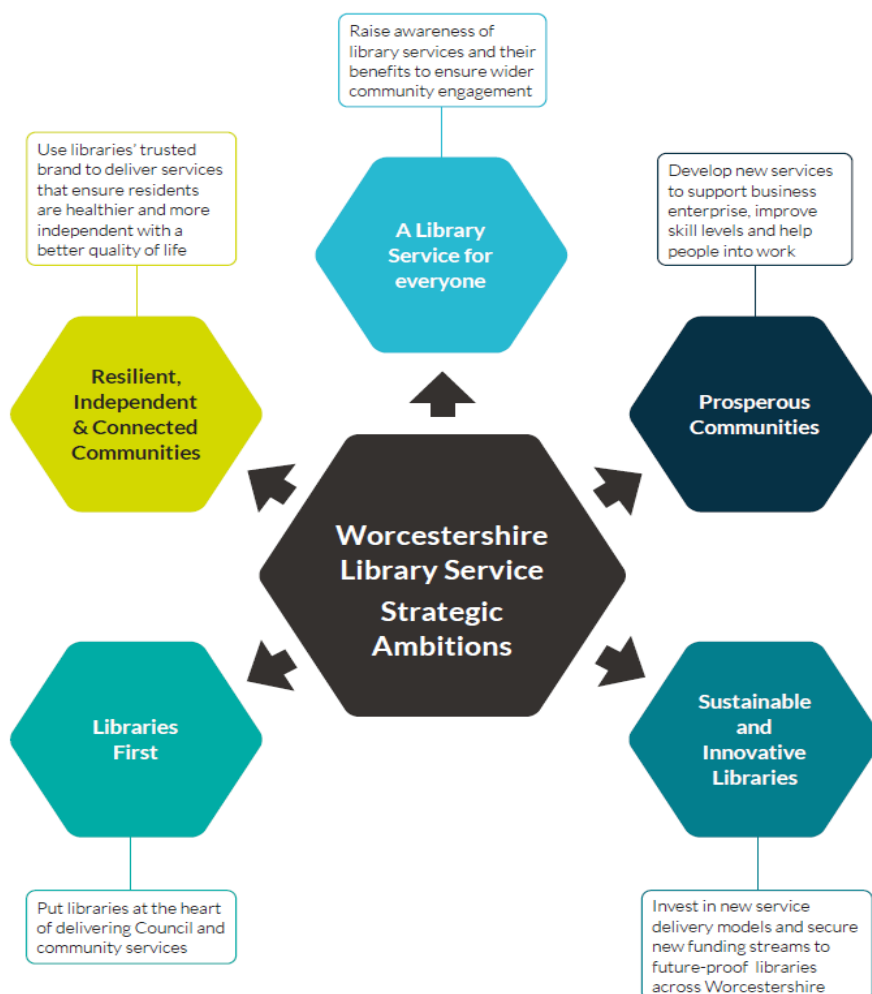 Raise awareness of
library services and their
benefits to ensure wider
community engagement
Use libraries' trusted
brand to deliver services
that ensure residents
are healthier and more
independent with a
better quality of life
Develop new services
to support business
enterprise, improve
skill levels and help
people into work
A Library
Service for
everyone
Resilient,
Independent
& Connected
Communities
Prosperous
Communities
Worcestershire
Library Service
Strategic
Ambitions
Libraries
First
Sustainable
and
Innovative
Libraries
Put libraries at the heart
of delivering Council and
community services
Invest in new service
delivery models and secure
new funding streams to
future-proof libraries
across Worcestershire